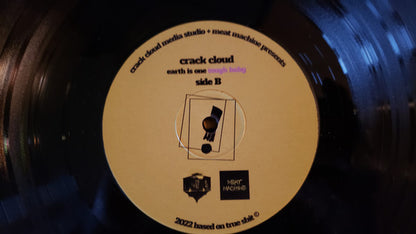 crack cloud media studio + meat machine presents
crack cloud
earth is one tough baby
side B
MEAT
MACHINE
2022 based on true shit ©